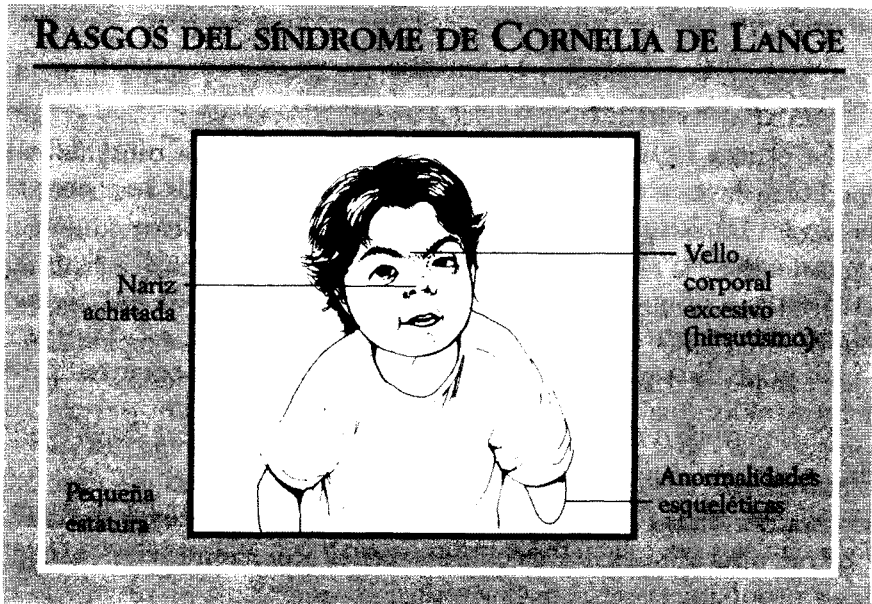 RASGOS DEL SÍNDROME DE CORNELIA DE LANGE
Nariz
achatada
Vello
corporal
excesivo
(hirsutismo)
Pequeña
estatura
Anormalidades
esqueléticas